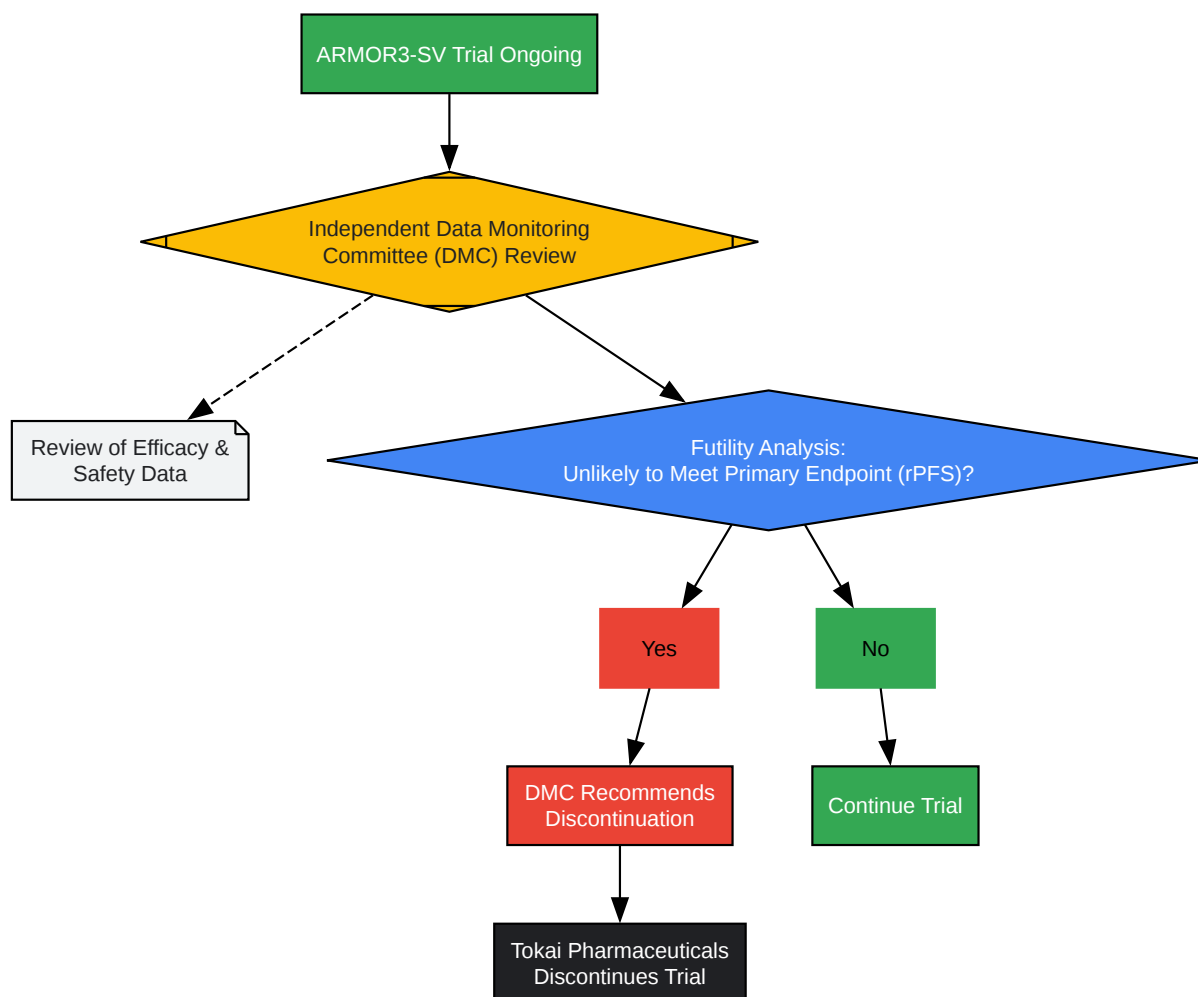 ARMOR3-SV Trial Ongoing
Independent Data Monitoring
Committee (DMC) Review
Review of Efficacy &
Safety Data
Futility Analysis:
Unlikely to Meet Primary Endpoint (rPFS)?
Yes
No
DMC Recommends
Discontinuation
Continue Trial
Tokai Pharmaceuticals
Discontinues Trial